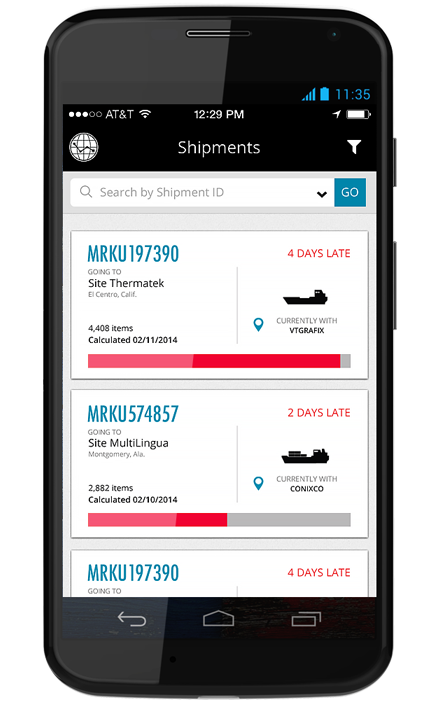 11:35
AT&T 12:29 PM
Shipments
Search by Shipment ID GO
MRKU197390 4 DAYS LATE
GOING TO
Site Thermatek
El Centro, Calif.
CURRENTLY WITH
VTGRAFIX
4,408 items
Calculated 02/11/2014
MRKU574857 2 DAYS LATE
GOING TO
Site MultiLingua
Montgomery, Ala.
CURRENTLY WITH
CONIXCO
2,882 items
Calculated 02/10/2014
MRKU197390 4 DAYS LATE
GOING TO